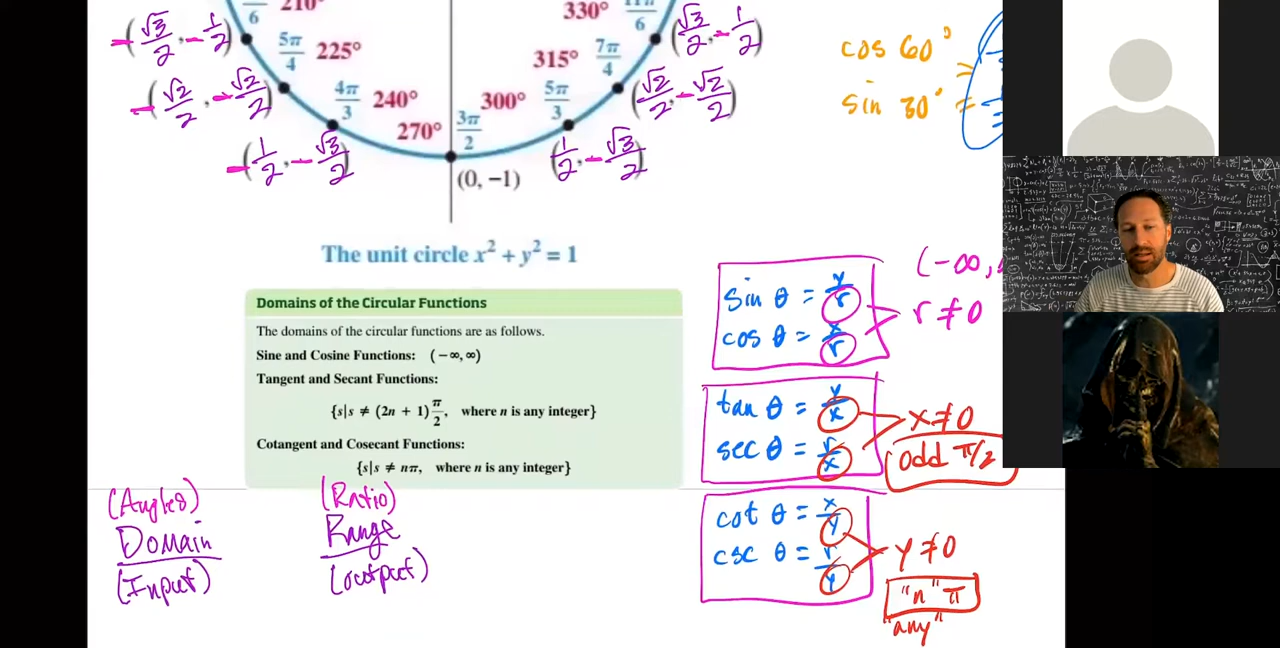 6
210°
-(√3/2, -1/2)
5π/4 225°
-(√2/2, -√2/2)
4π/3 240°
-(1/2, -√3/2)
270° 3π/2
(0, -1)
300° 5π/3
(1/2, -√3/2)
315° 7π/4
(√2/2, -√2/2)
330° 11π/6
(√3/2, -1/2)
cos 60° =
sin 30° =
The unit circle x² + y² = 1
Domains of the Circular Functions
The domains of the circular functions are as follows.
Sine and Cosine Functions: (−∞, ∞)
Tangent and Secant Functions:
{s|s ≠ (2n + 1) π/2, where n is any integer}
Cotangent and Cosecant Functions:
{s|s ≠ nπ, where n is any integer}
(Angles)
Domain
(Input)
(Ratio)
Range
(output)
sin θ = y/r
cos θ = x/r
(-∞,
r ≠ 0
tan θ = y/x
sec θ = r/x
x ≠ 0
odd π/2
cot θ = x/y
csc θ = r/y
y ≠ 0
"n" π
"any"